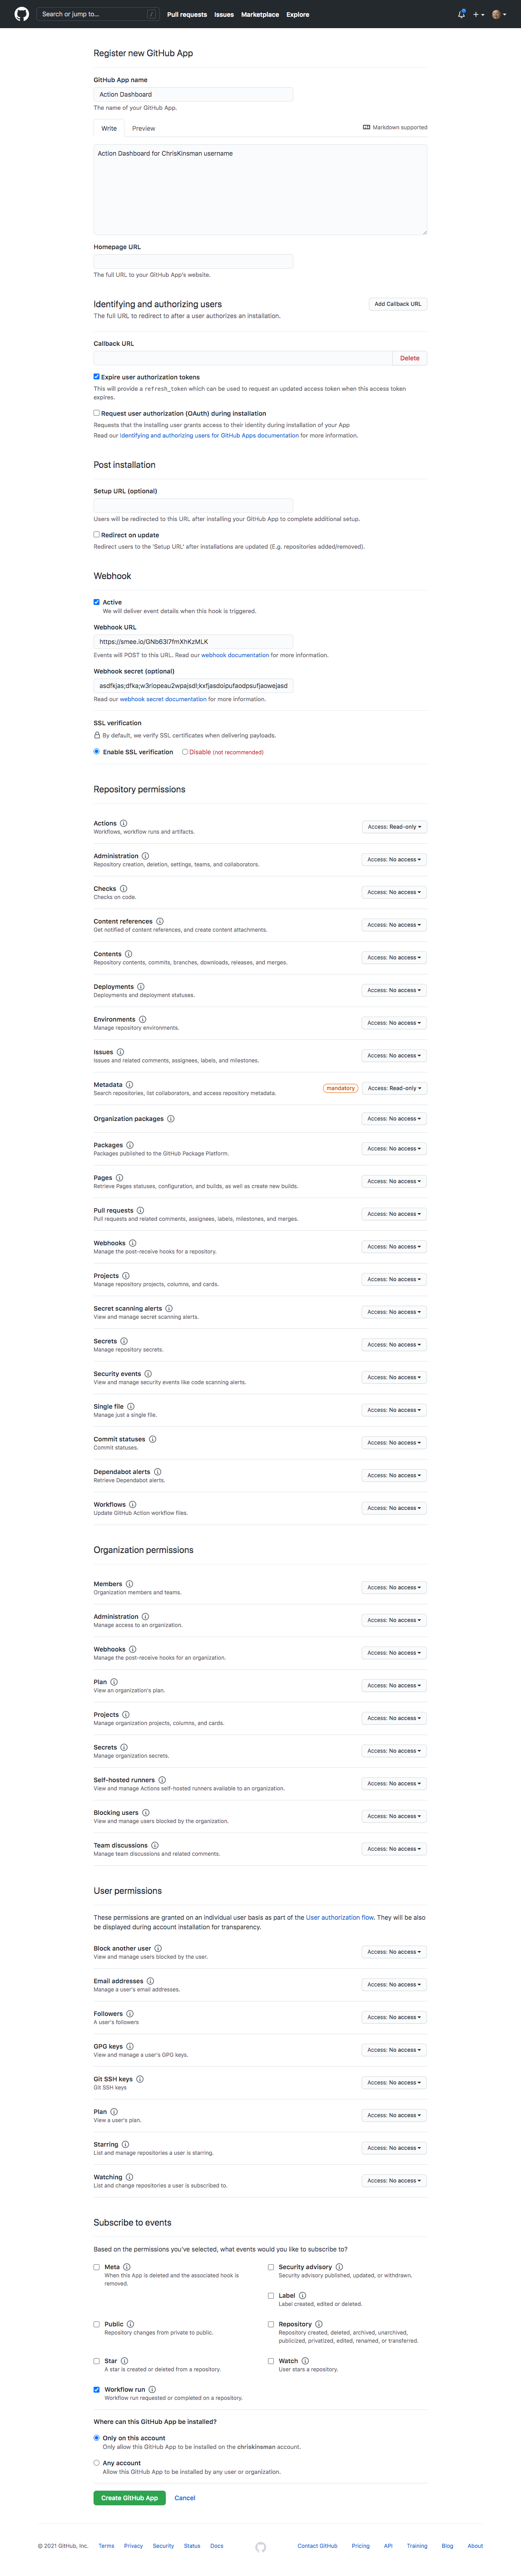 Search or jump to... /
Pull requests Issues Marketplace Explore
Register new GitHub App
GitHub App name
Action Dashboard
The name of your GitHub App.
Write Preview Markdown supported
Action Dashboard for ChrisKinsman username
Homepage URL
The full URL to your GitHub App's website.
Identifying and authorizing users Add Callback URL
The full URL to redirect to after a user authorizes an installation.
Callback URL
Delete
Expire user authorization tokens
This will provide a refresh_token which can be used to request an updated access token when this access token
expires.
Request user authorization (OAuth) during installation
Requests that the installing user grants access to their identity during installation of your App
Read our Identifying and authorizing users for GitHub Apps documentation for more information.
Post installation
Setup URL (optional)
Users will be redirected to this URL after installing your GitHub App to complete additional setup.
Redirect on update
Redirect users to the 'Setup URL' after installations are updated (E.g. repositories added/removed).
Webhook
Active
We will deliver event details when this hook is triggered.
Webhook URL
Events will POST to this URL. Read our webhook documentation for more information.
Webhook secret (optional)
Read our webhook secret documentation for more information.
SSL verification
By default, we verify SSL certificates when delivering payloads.
Enable SSL verification Disable (not recommended)
Repository permissions
Actions
Workflows, workflow runs and artifacts.
Access: Read-only
Administration
Repository creation, deletion, settings, teams, and collaborators.
Access: No access
Checks
Checks on code.
Access: No access
Content references
Get notified of content references, and create content attachments.
Access: No access
Contents
Repository contents, commits, branches, downloads, releases, and merges.
Access: No access
Deployments
Deployments and deployment statuses.
Access: No access
Environments
Manage repository environments.
Access: No access
Issues
Issues and related comments, assignees, labels, and milestones.
Access: No access
Metadata
Search repositories, list collaborators, and access repository metadata.
mandatory Access: Read-only
Organization packages
Access: No access
Packages
Packages published to the GitHub Package Platform.
Access: No access
Pages
Retrieve Pages statuses, configuration, and builds, as well as create new builds.
Access: No access
Pull requests
Pull requests and related comments, assignees, labels, milestones, and merges.
Access: No access
Webhooks
Manage the post-receive hooks for a repository.
Access: No access
Projects
Manage repository projects, columns, and cards.
Access: No access
Secret scanning alerts
View and manage secret scanning alerts.
Access: No access
Secrets
Manage repository secrets.
Access: No access
Security events
View and manage security events like code scanning alerts.
Access: No access
Single file
Manage just a single file.
Access: No access
Commit statuses
Commit statuses.
Access: No access
Dependabot alerts
Retrieve Dependabot alerts.
Access: No access
Workflows
Update GitHub Action workflow files.
Access: No access
Organization permissions
Members
Organization members and teams.
Access: No access
Administration
Manage access to an organization.
Access: No access
Webhooks
Manage the post-receive hooks for an organization.
Access: No access
Plan
View an organization's plan.
Access: No access
Projects
Manage organization projects, columns, and cards.
Access: No access
Secrets
Manage organization secrets.
Access: No access
Self-hosted runners
View and manage Actions self-hosted runners available to an organization.
Access: No access
Blocking users
View and manage users blocked by the organization.
Access: No access
Team discussions
Manage team discussions and related comments.
Access: No access
User permissions
These permissions are granted on an individual user basis as part of the User authorization flow. They will be also
be displayed during account installation for transparency.
Block another user
View and manage users blocked by the user.
Access: No access
Email addresses
Manage a user's email addresses.
Access: No access
Followers
A user's followers
Access: No access
GPG keys
View and manage a user's GPG keys.
Access: No access
Git SSH keys
Git SSH keys
Access: No access
Plan
View a user's plan.
Access: No access
Starring
List and manage repositories a user is starring.
Access: No access
Watching
List and change repositories a user is subscribed to.
Access: No access
Subscribe to events
Based on the permissions you've selected, what events would you like to subscribe to?
Meta
When this App is deleted and the associated hook is
removed.
Security advisory
Security advisory published, updated, or withdrawn.
Label
Label created, edited or deleted.
Public
Repository changes from private to public.
Repository
Repository created, deleted, archived, unarchived,
publicized, privatized, edited, renamed, or transferred.
Star
A star is created or deleted from a repository.
Watch
User stars a repository.
Workflow run
Workflow run requested or completed on a repository.
Where can this GitHub App be installed?
Only on this account
Only allow this GitHub App to be installed on the chriskinsman account.
Any account
Allow this GitHub App to be installed by any user or organization.
Create GitHub App Cancel
© 2021 GitHub, Inc. Terms Privacy Security Status Docs Contact GitHub Pricing API Training Blog About